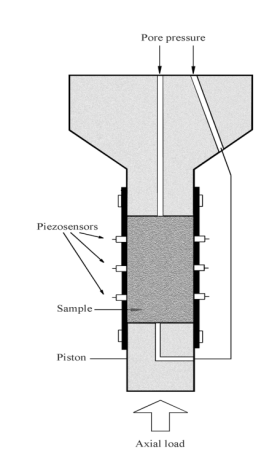 Pore pressure
Piezosensors
Sample
Piston
Axial load